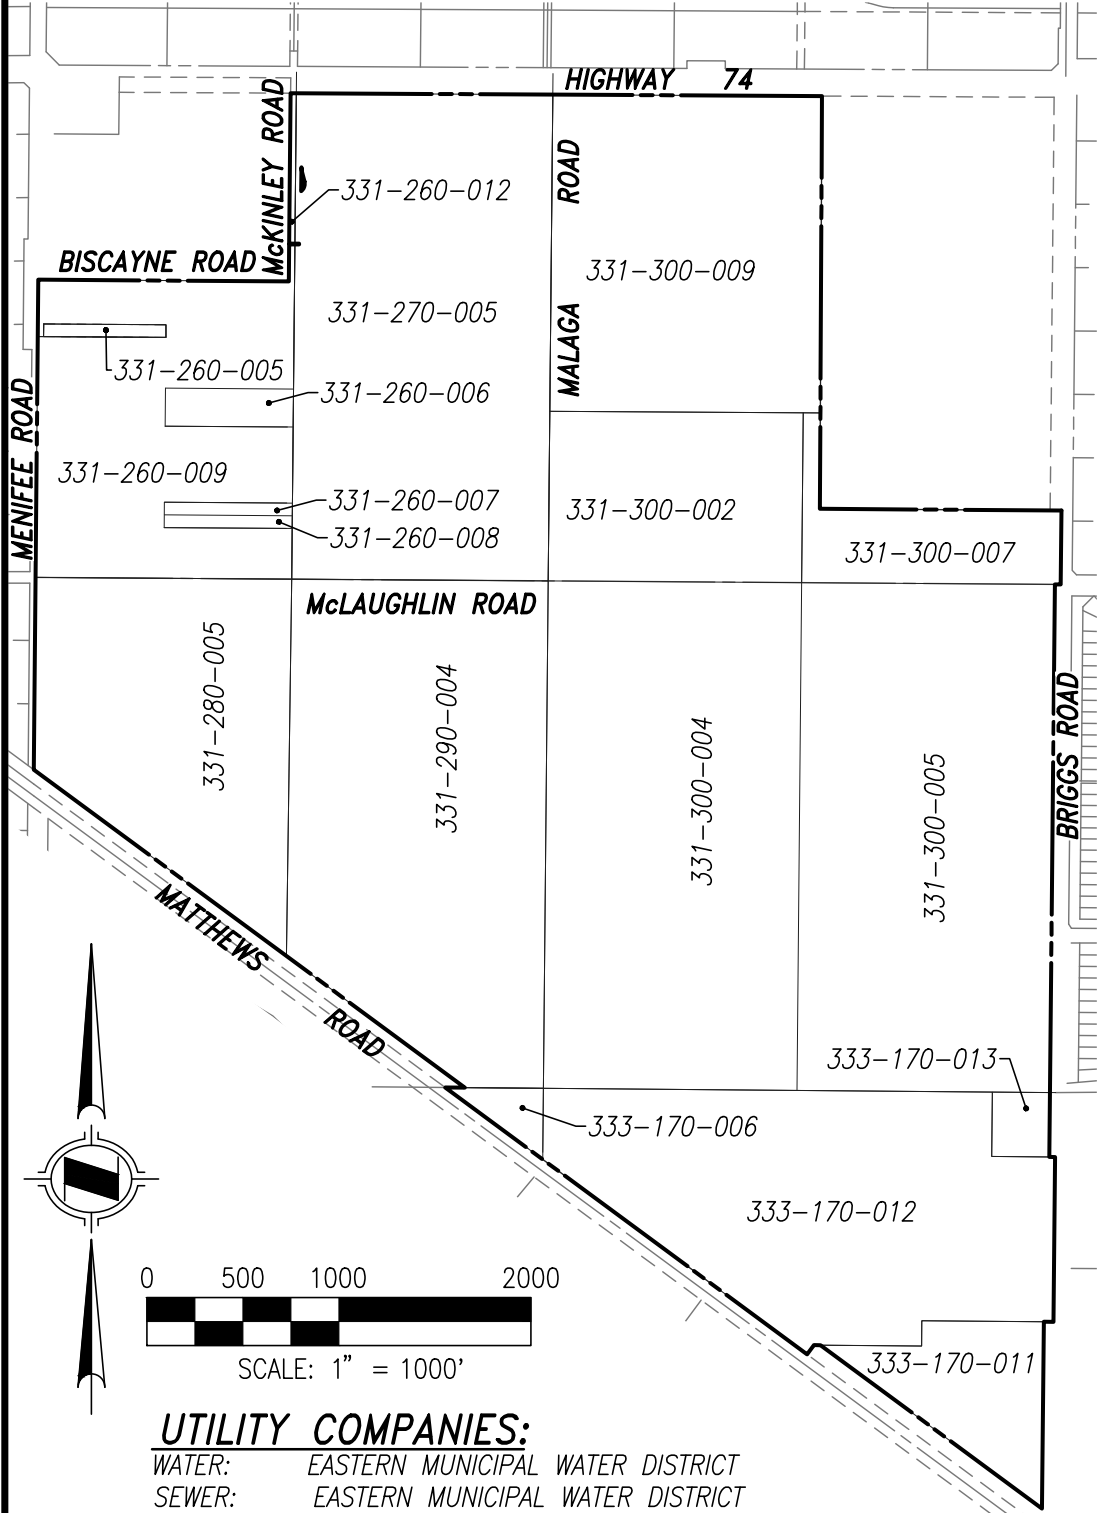 HIGHWAY 74
McKINLEY ROAD
331-260-012
MALAGA ROAD
BISCAYNE ROAD
331-300-009
331-270-005
331-260-005
331-260-006
MENIFEE ROAD
331-260-009
331-260-007
331-300-002
331-260-008
331-300-007
McLAUGHLIN ROAD
331-280-005
331-290-004
331-300-004
331-300-005
BRIGGS ROAD
MATTHEWS ROAD
333-170-013
333-170-006
333-170-012
0 500 1000 2000
SCALE: 1" = 1000'
333-170-011
UTILITY COMPANIES:
WATER: EASTERN MUNICIPAL WATER DISTRICT
SEWER: EASTERN MUNICIPAL WATER DISTRICT